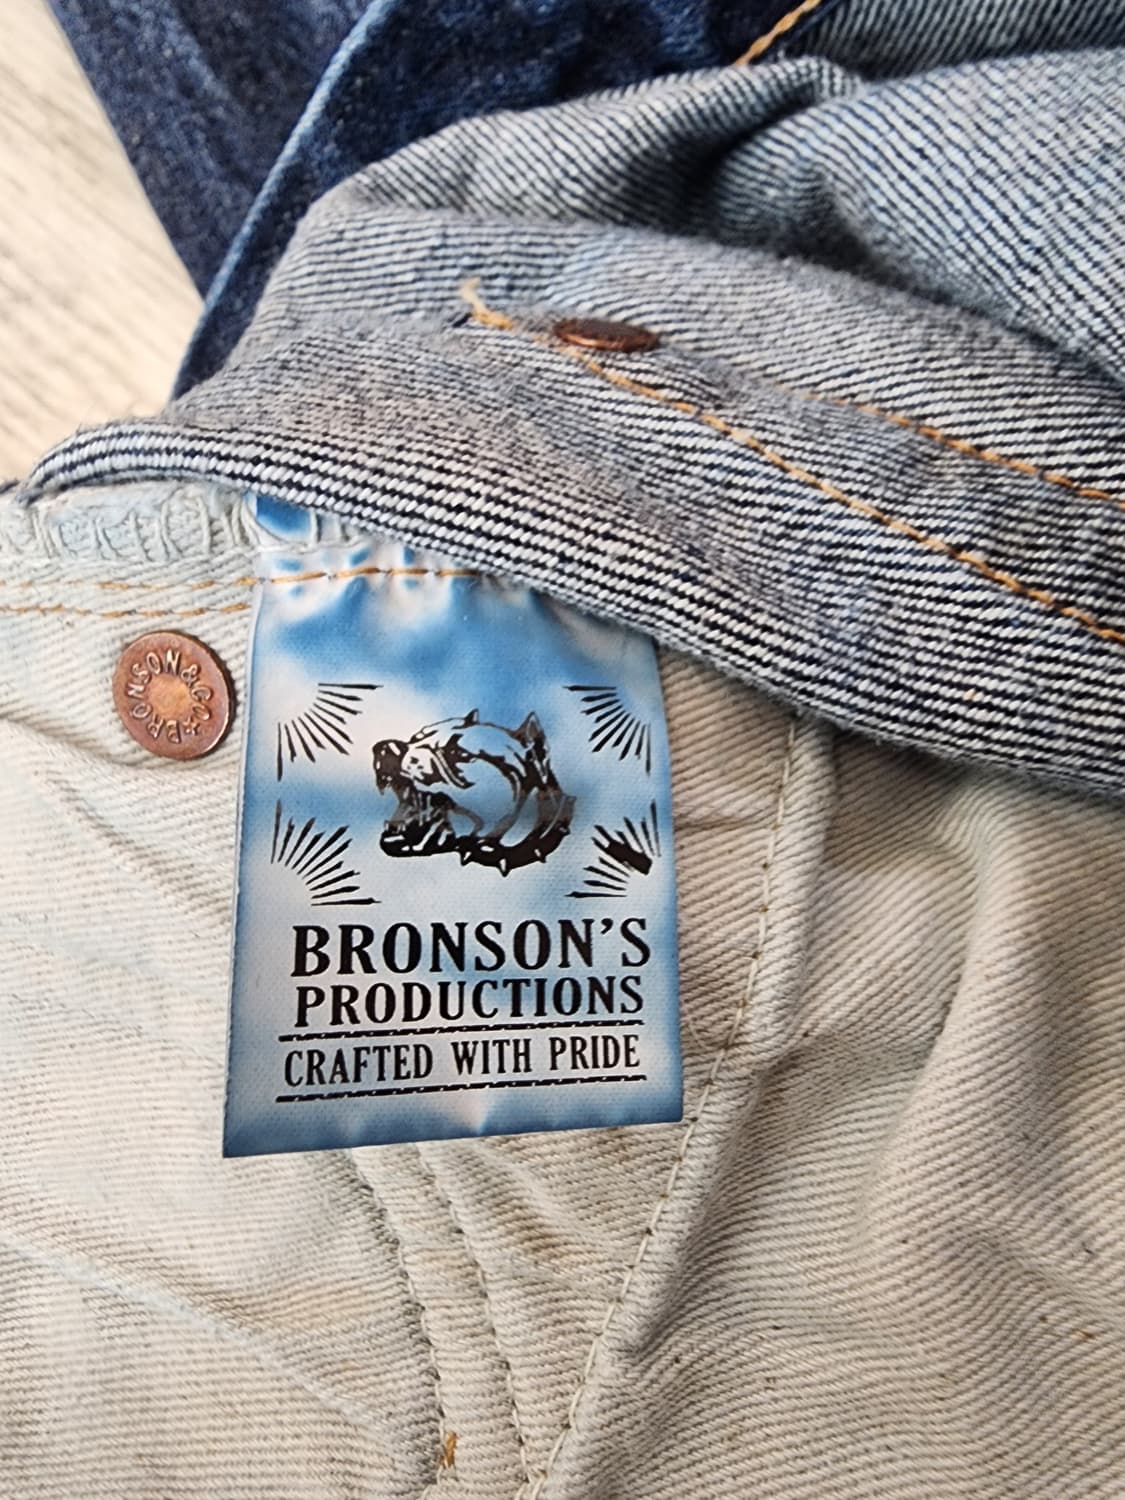 BRONSON&CO★
BRONSON'S
PRODUCTIONS
CRAFTED WITH PRIDE